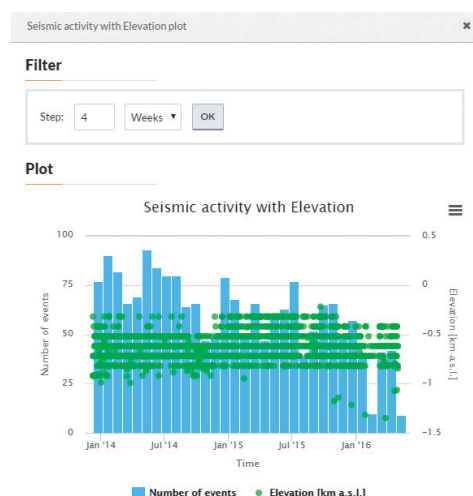 Seismic activity with Elevation plot ×
Filter
Step: 4 Weeks ▼ OK
Plot
Seismic activity with Elevation
100 0.5
75 0
50 −0.5
25 −1
0 −1.5
Number of events
Elevation [km a.s.l.]
Jan '14 Jul '14 Jan '15 Jul '15 Jan '16
Time
Number of events Elevation [km a.s.l.]